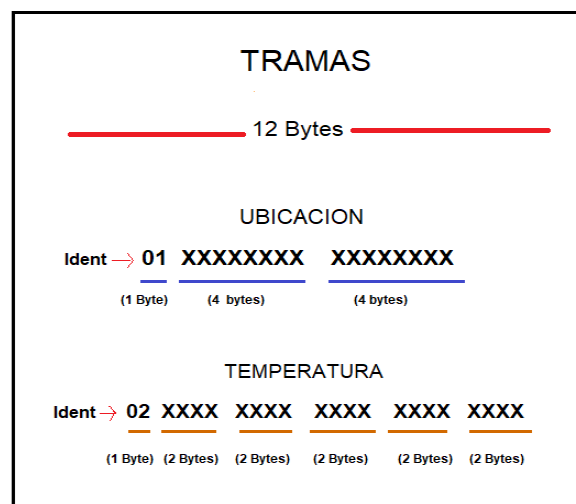 TRAMAS
12 Bytes
UBICACION
Ident 01 XXXXXXXX XXXXXXXX
(1 Byte) (4 bytes) (4 bytes)
TEMPERATURA
Ident 02 XXXX XXXX XXXX XXXX XXXX
(1 Byte) (2 Bytes) (2 Bytes) (2 Bytes) (2 Bytes) (2 Bytes)